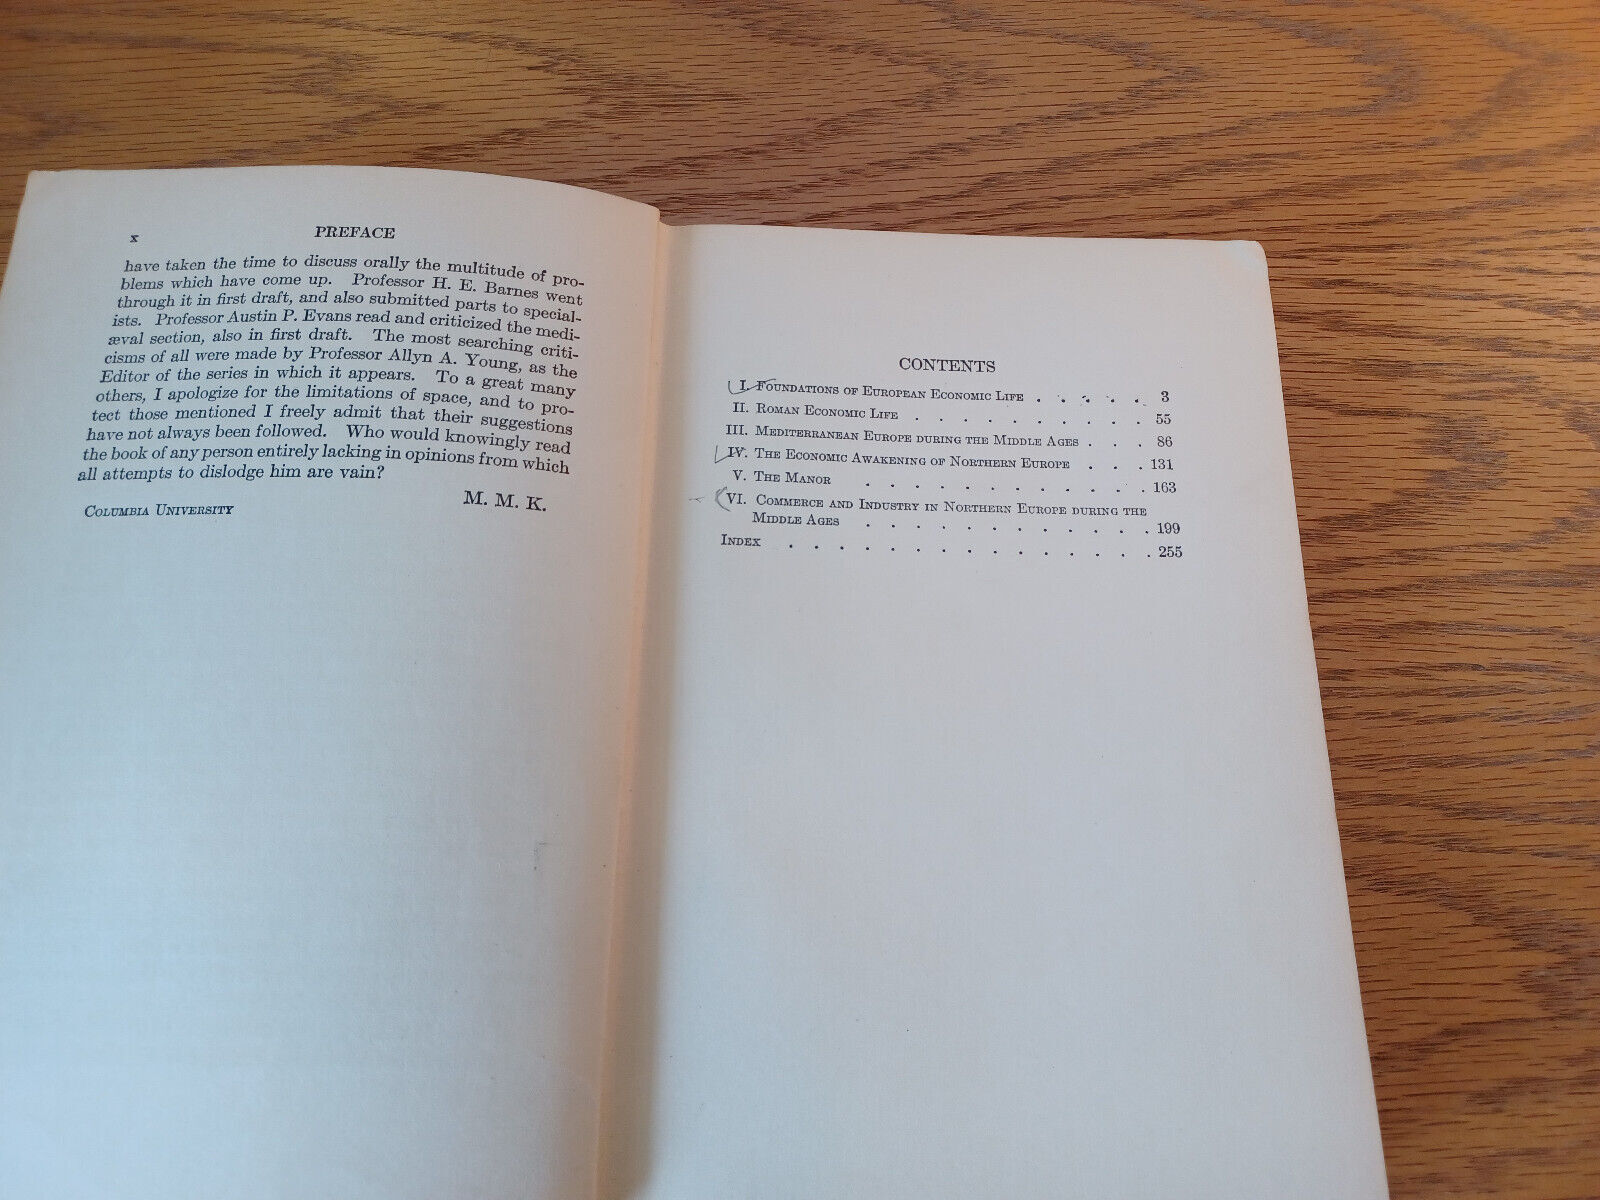 x PREFACE
have taken the time to discuss orally the multitude of pro-
blems which have come up. Professor H. E. Barnes went
through it in first draft, and also submitted parts to special-
ists. Professor Austin P. Evans read and criticized the medi-
æval section, also in first draft. The most searching criti-
cisms of all were made by Professor Allyn A. Young, as the
Editor of the series in which it appears. To a great many
others, I apologize for the limitations of space, and to pro-
tect those mentioned I freely admit that their suggestions
have not always been followed. Who would knowingly read
the book of any person entirely lacking in opinions from which
all attempts to dislodge him are vain?
M. M. K.
Columbia University
CONTENTS
I. Foundations of European Economic Life . . . . . 3
II. Roman Economic Life . . . . . . . . . . 55
III. Mediterranean Europe during the Middle Ages . . . 86
IV. The Economic Awakening of Northern Europe . . . 131
V. The Manor . . . . . . . . . . . . 163
VI. Commerce and Industry in Northern Europe during the
Middle Ages . . . . . . . . . . . . 199
Index . . . . . . . . . . . . . . . 255